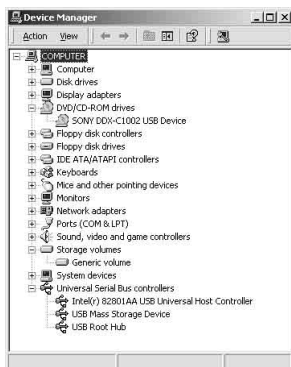 Device Manager
Action View
COMPUTER
Computer
Disk drives
Display adapters
DVD/CD-ROM drives
SONY DDX-C1002 USB Device
Floppy disk controllers
Floppy disk drives
IDE ATA/ATAPI controllers
Keyboards
Mice and other pointing devices
Monitors
Network adapters
Ports (COM & LPT)
Sound, video and game controllers
Storage volumes
Generic volume
System devices
Universal Serial Bus controllers
Intel(r) 82801AA USB Universal Host Controller
USB Mass Storage Device
USB Root Hub